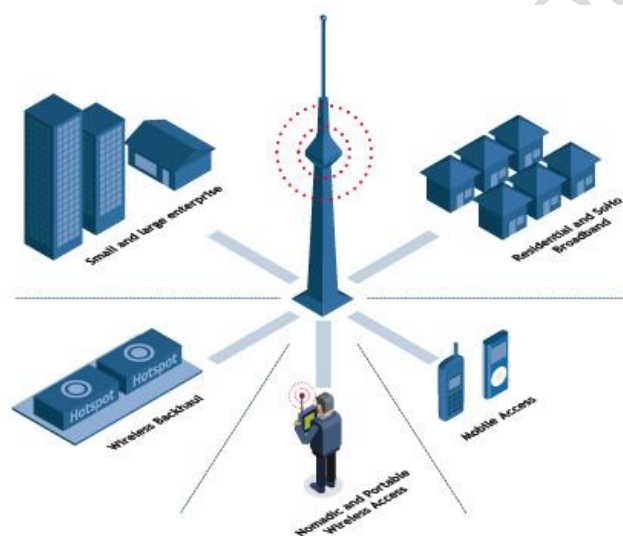 Small and large enterprise
Residential and SoHo
Broadband
Hotspot
Hotspot
Wireless Backhaul
Nomadic and Portable
Wireless Access
Mobile Access